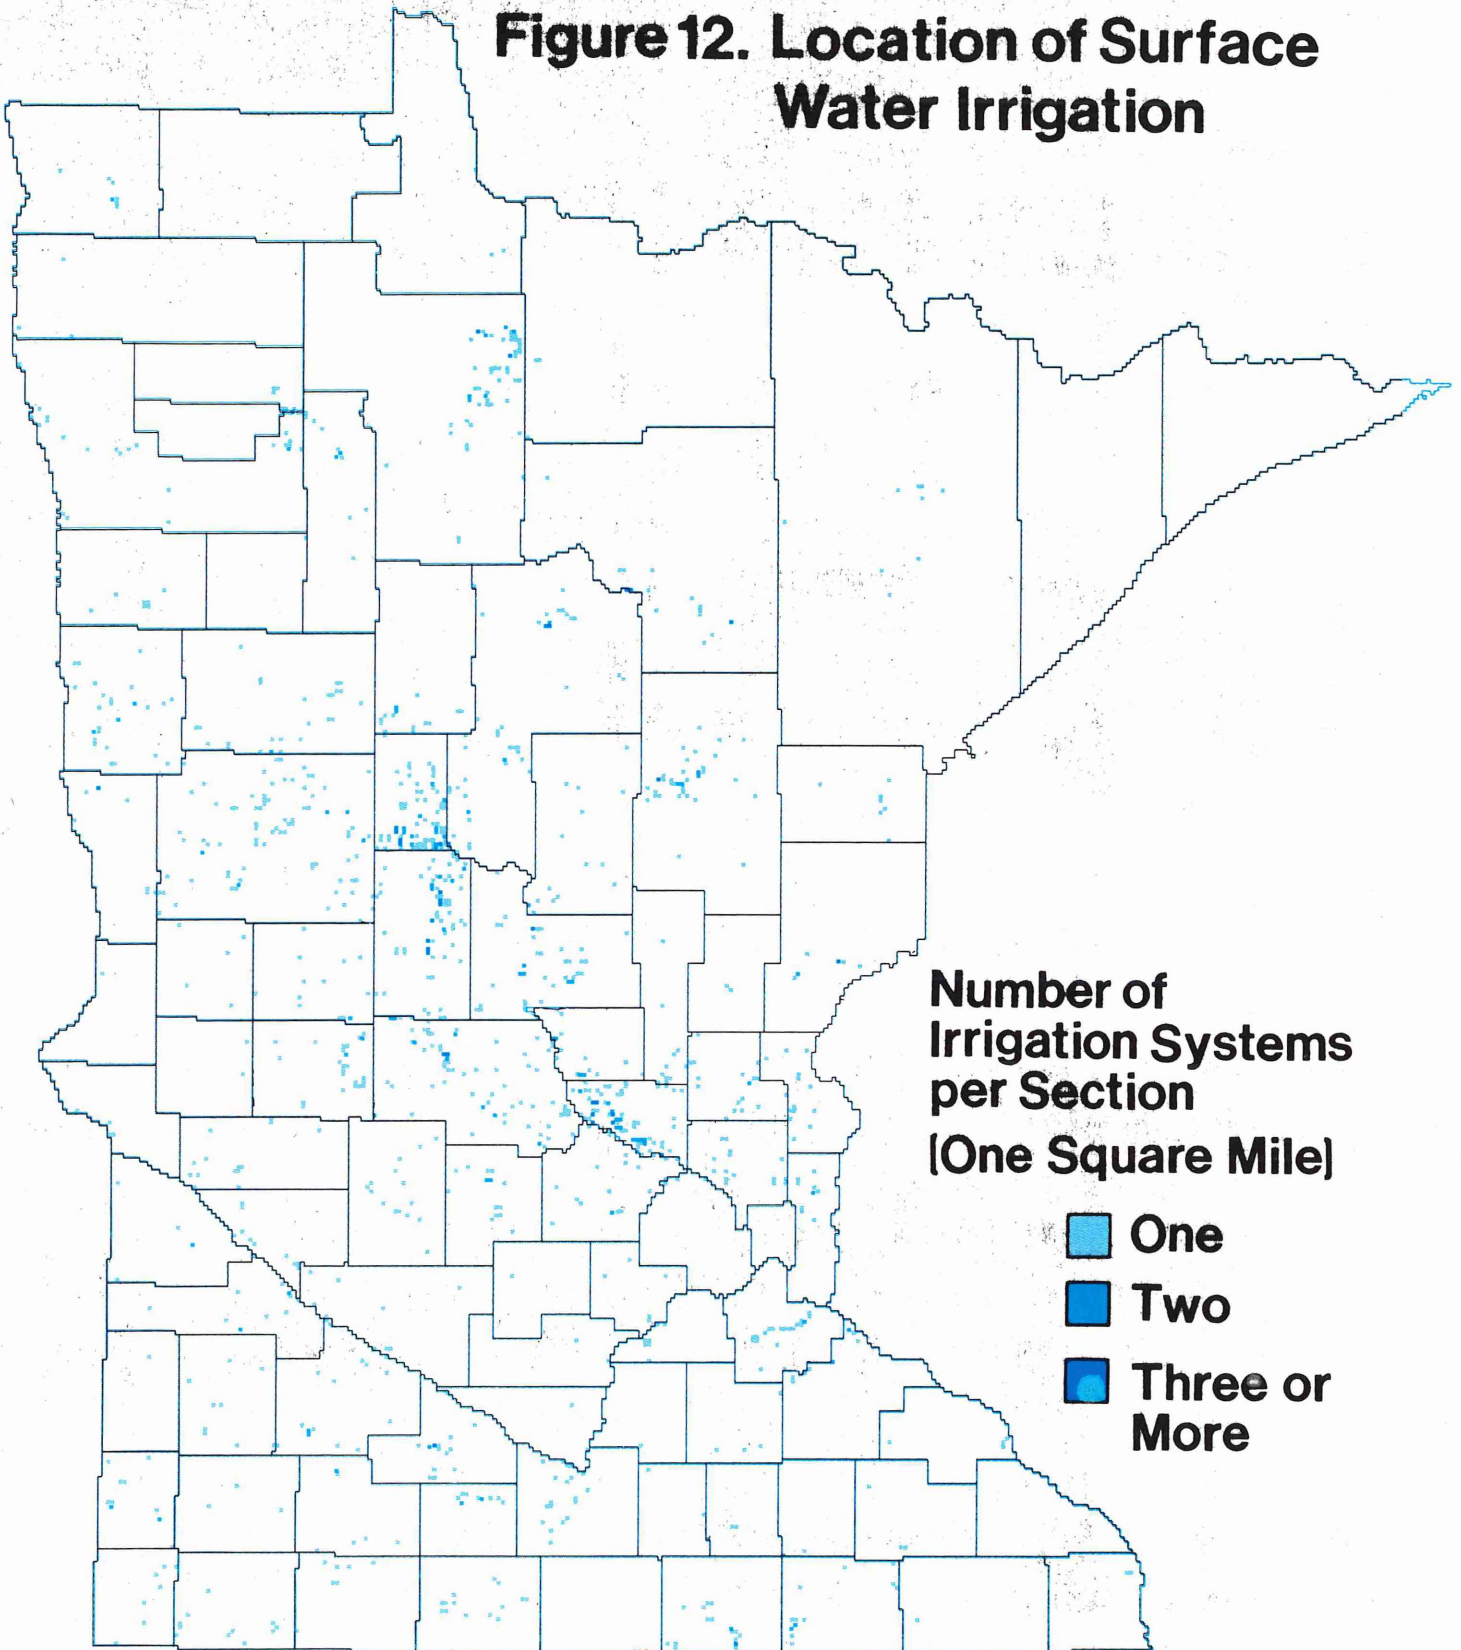 Figure 12. Location of Surface
Water Irrigation
Number of
Irrigation Systems
per Section
(One Square Mile)
One
Two
Three or
More